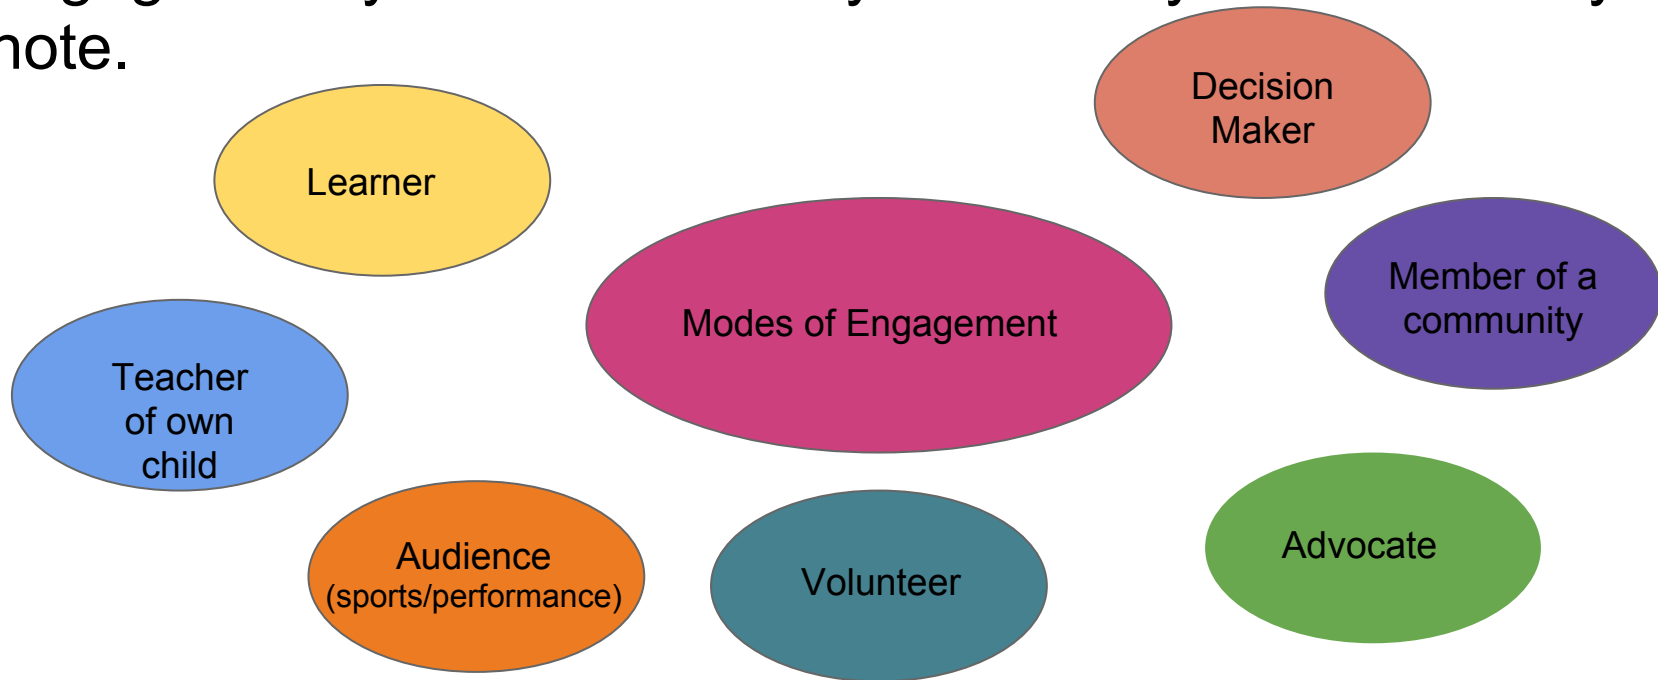 note.
Decision
Maker
Learner
Member of a
community
Modes of Engagement
Teacher
of own
child
Audience
(sports/performance)
Volunteer
Advocate